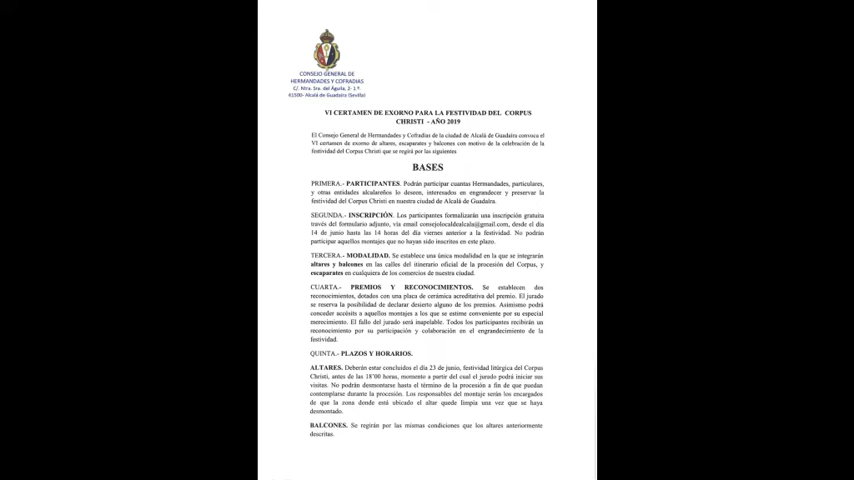 CONSEJO GENERAL DE
HERMANDADES Y COFRADIAS
C/. Ntra. Sra. del Águila, 2- 1 º.
41500- Alcalá de Guadaira (Sevilla)
VI CERTAMEN DE EXORNO PARA LA FESTIVIDAD DEL CORPUS
CHRISTI - AÑO 2019
El Consejo General de Hermandades y Cofradías de la ciudad de Alcalá de Guadaíra convoca el
VI certamen de exorno de altares, escaparates y balcones con motivo de la celebración de la
festividad del Corpus Christi que se regirá por las siguientes
BASES
PRIMERA.- PARTICIPANTES. Podrán participar cuantas Hermandades, particulares,
y otras entidades alcalareños lo deseen, interesados en engrandecer y preservar la
festividad del Corpus Christi en nuestra ciudad de Alcalá de Guadaíra.
SEGUNDA.- INSCRIPCIÓN. Los participantes formalizarán una inscripción gratuita
través del formulario adjunto, vía email consejolocaldealcala@gmail.com, desde el día
14 de junio hasta las 14 horas del día viernes anterior a la festividad. No podrán
participar aquellos montajes que no hayan sido inscritos en este plazo.
TERCERA.- MODALIDAD. Se establece una única modalidad en la que se integrarán
altares y balcones en las calles del itinerario oficial de la procesión del Corpus, y
escaparates en cualquiera de los comercios de nuestra ciudad.
CUARTA.- PREMIOS Y RECONOCIMIENTOS. Se establecen dos
reconocimientos, dotados con una placa de cerámica acreditativa del premio. El jurado
se reserva la posibilidad de declarar desierto alguno de los premios. Asimismo podrá
conceder accésits a aquellos montajes a los que se estime conveniente por su especial
merecimiento. El fallo del jurado será inapelable. Todos los participantes recibirán un
reconocimiento por su participación y colaboración en el engrandecimiento de la
festividad.
QUINTA.- PLAZOS Y HORARIOS.
ALTARES. Deberán estar concluidos el día 23 de junio, festividad litúrgica del Corpus
Christi, antes de las 18'00 horas, momento a partir del cual el jurado podrá iniciar sus
visitas. No podrán desmontarse hasta el término de la procesión a fin de que puedan
contemplarse durante la procesión. Los responsables del montaje serán los encargados
de que la zona donde está ubicado el altar quede limpia una vez que se haya
desmontado.
BALCONES. Se regirán por las mismas condiciones que los altares anteriormente
descritas.